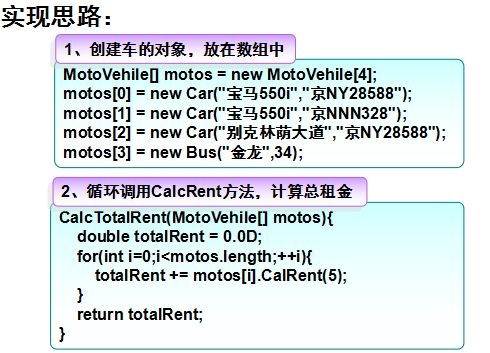 实现思路：
1、创建车的对象，放在数组中
MotoVehile[] motos = new MotoVehile[4];
motos[0] = new Car("宝马550i","京NY28588");
motos[1] = new Car("宝马550i","京NNN328");
motos[2] = new Car("别克林荫大道","京NY28588");
motos[3] = new Bus("金龙",34);
2、循环调用CalcRent方法，计算总租金
CalcTotalRent(MotoVehile[] motos){
    double totalRent = 0.0D;
    for(int i=0;i<motos.length;++i){
        totalRent += motos[i].CalRent(5);
    }
    return totalRent;
}